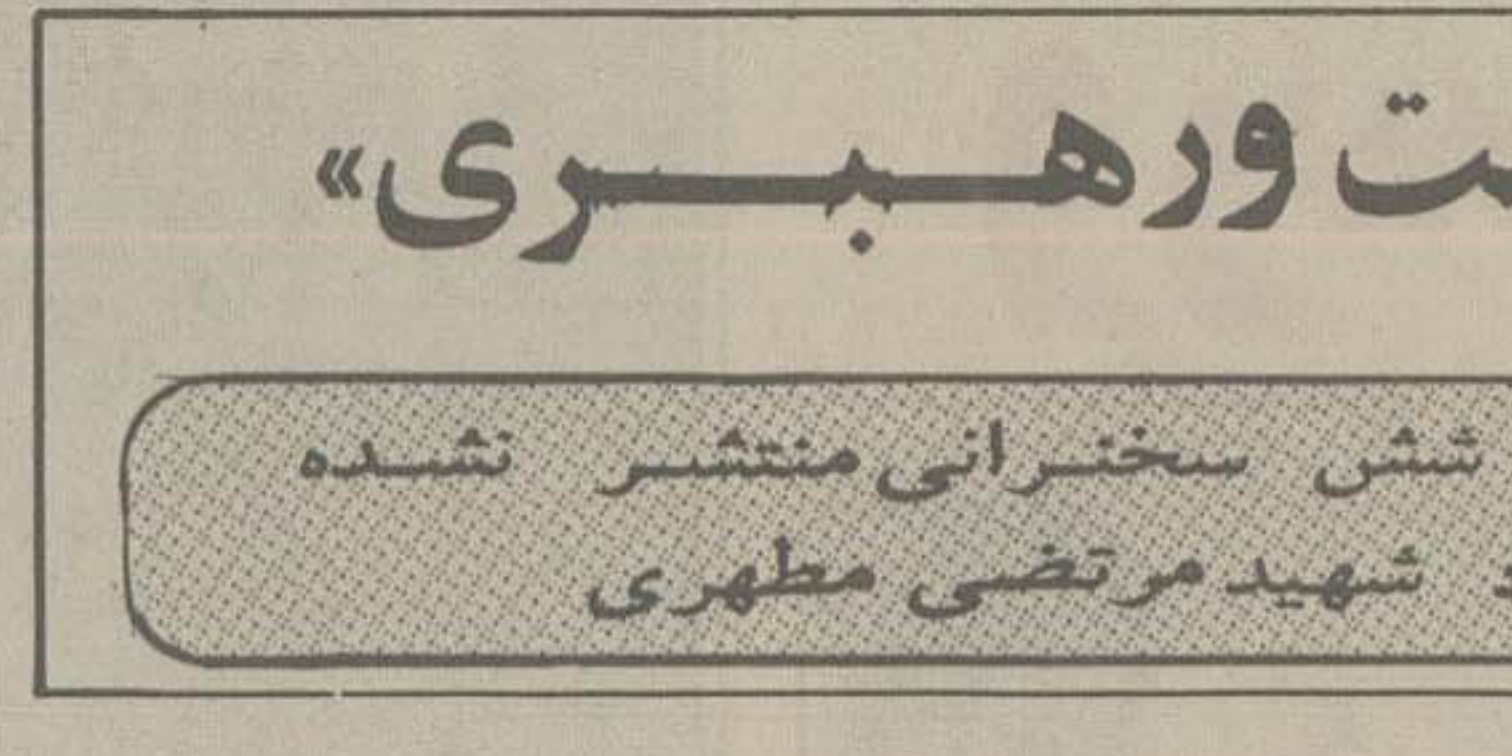 ورهبری»
شش سخنرانی منتشر نشده
شهید مرتضی مطهری